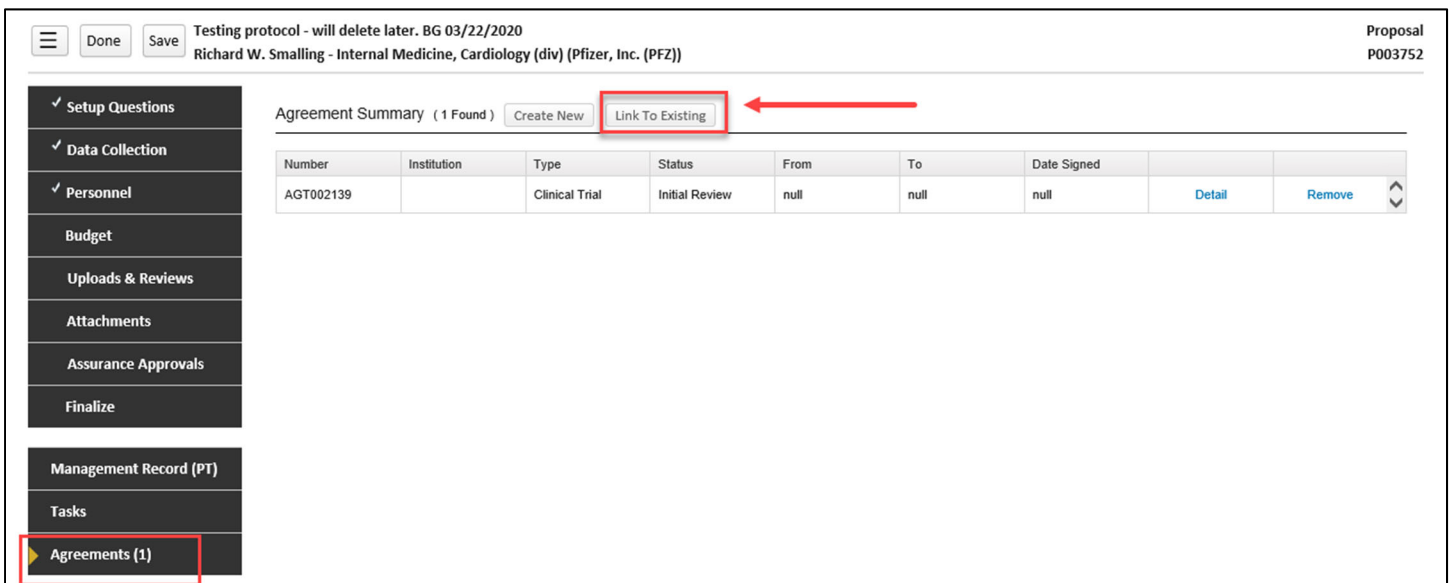 Done Save Testing protocol - will delete later. BG 03/22/2020 Proposal
Richard W. Smalling - Internal Medicine, Cardiology (div) (Pfizer, Inc. (PFZ)) P003752
✓ Setup Questions
✓ Data Collection
✓ Personnel
Budget
Uploads & Reviews
Attachments
Assurance Approvals
Finalize
Management Record (PT)
Tasks
Agreements (1)
Agreement Summary ( 1 Found ) Create New Link To Existing
Number Institution Type Status From To Date Signed
AGT002139 Clinical Trial Initial Review null null null Detail Remove